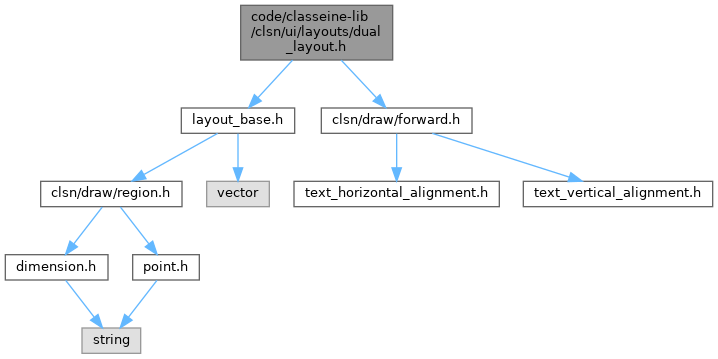 code/classeine-lib
/clsn/ui/layouts/dual
_layout.h
layout_base.h
clsn/draw/forward.h
clsn/draw/region.h
vector
text_horizontal_alignment.h
text_vertical_alignment.h
dimension.h
point.h
string